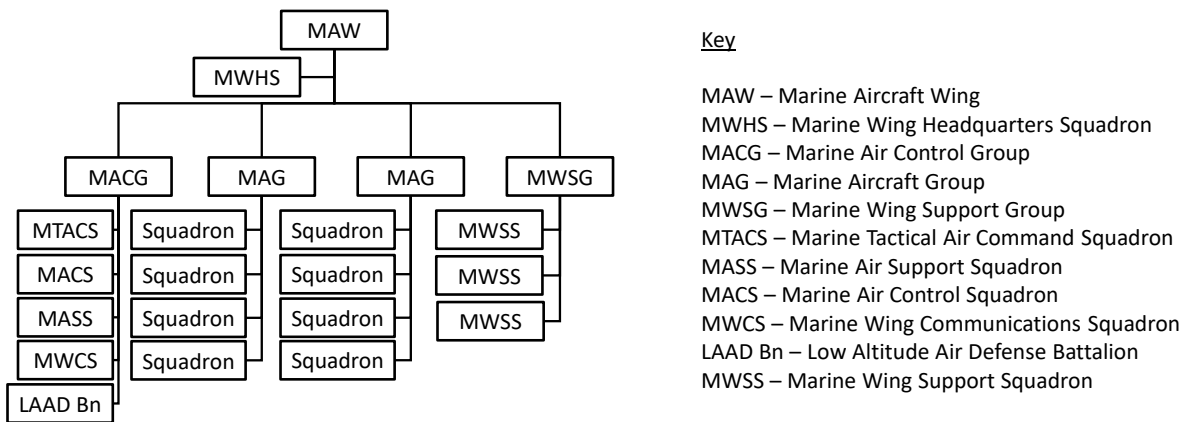 MAW
MWHS
MACG MAG MAG MWSG
MTACS Squadron Squadron MWSS
MACS Squadron Squadron MWSS
MASS Squadron Squadron MWSS
MWCS Squadron Squadron
LAAD Bn
Key
MAW – Marine Aircraft Wing
MWHS – Marine Wing Headquarters Squadron
MACG – Marine Air Control Group
MAG – Marine Aircraft Group
MWSG – Marine Wing Support Group
MTACS – Marine Tactical Air Command Squadron
MASS – Marine Air Support Squadron
MACS – Marine Air Control Squadron
MWCS – Marine Wing Communications Squadron
LAAD Bn – Low Altitude Air Defense Battalion
MWSS – Marine Wing Support Squadron